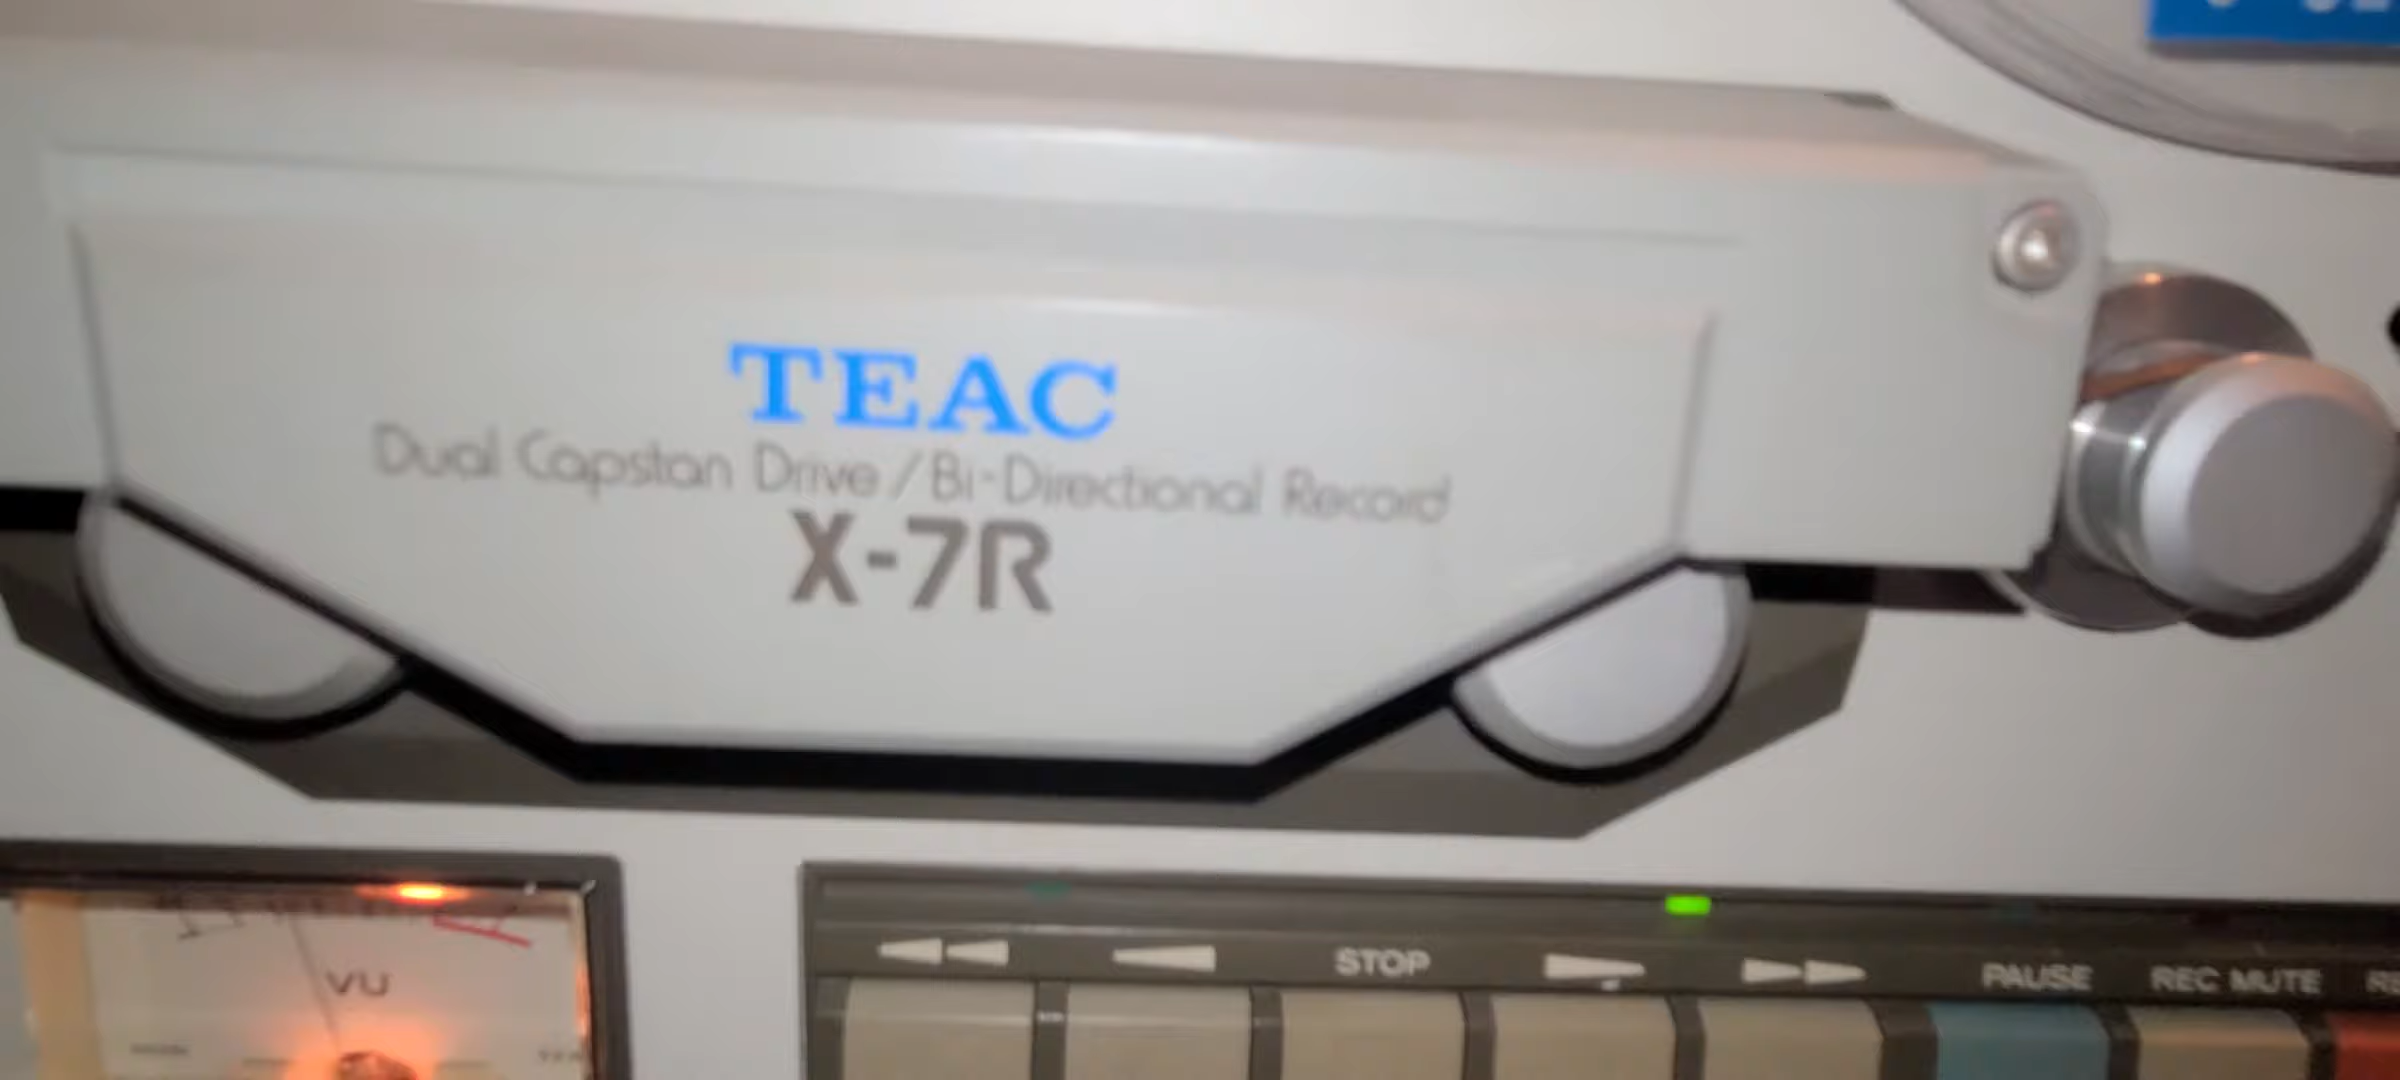 TEAC
Dual Capstan Drive / Bi-Directional Record
X-7R
VU
STOP
PAUSE
REC MUTE